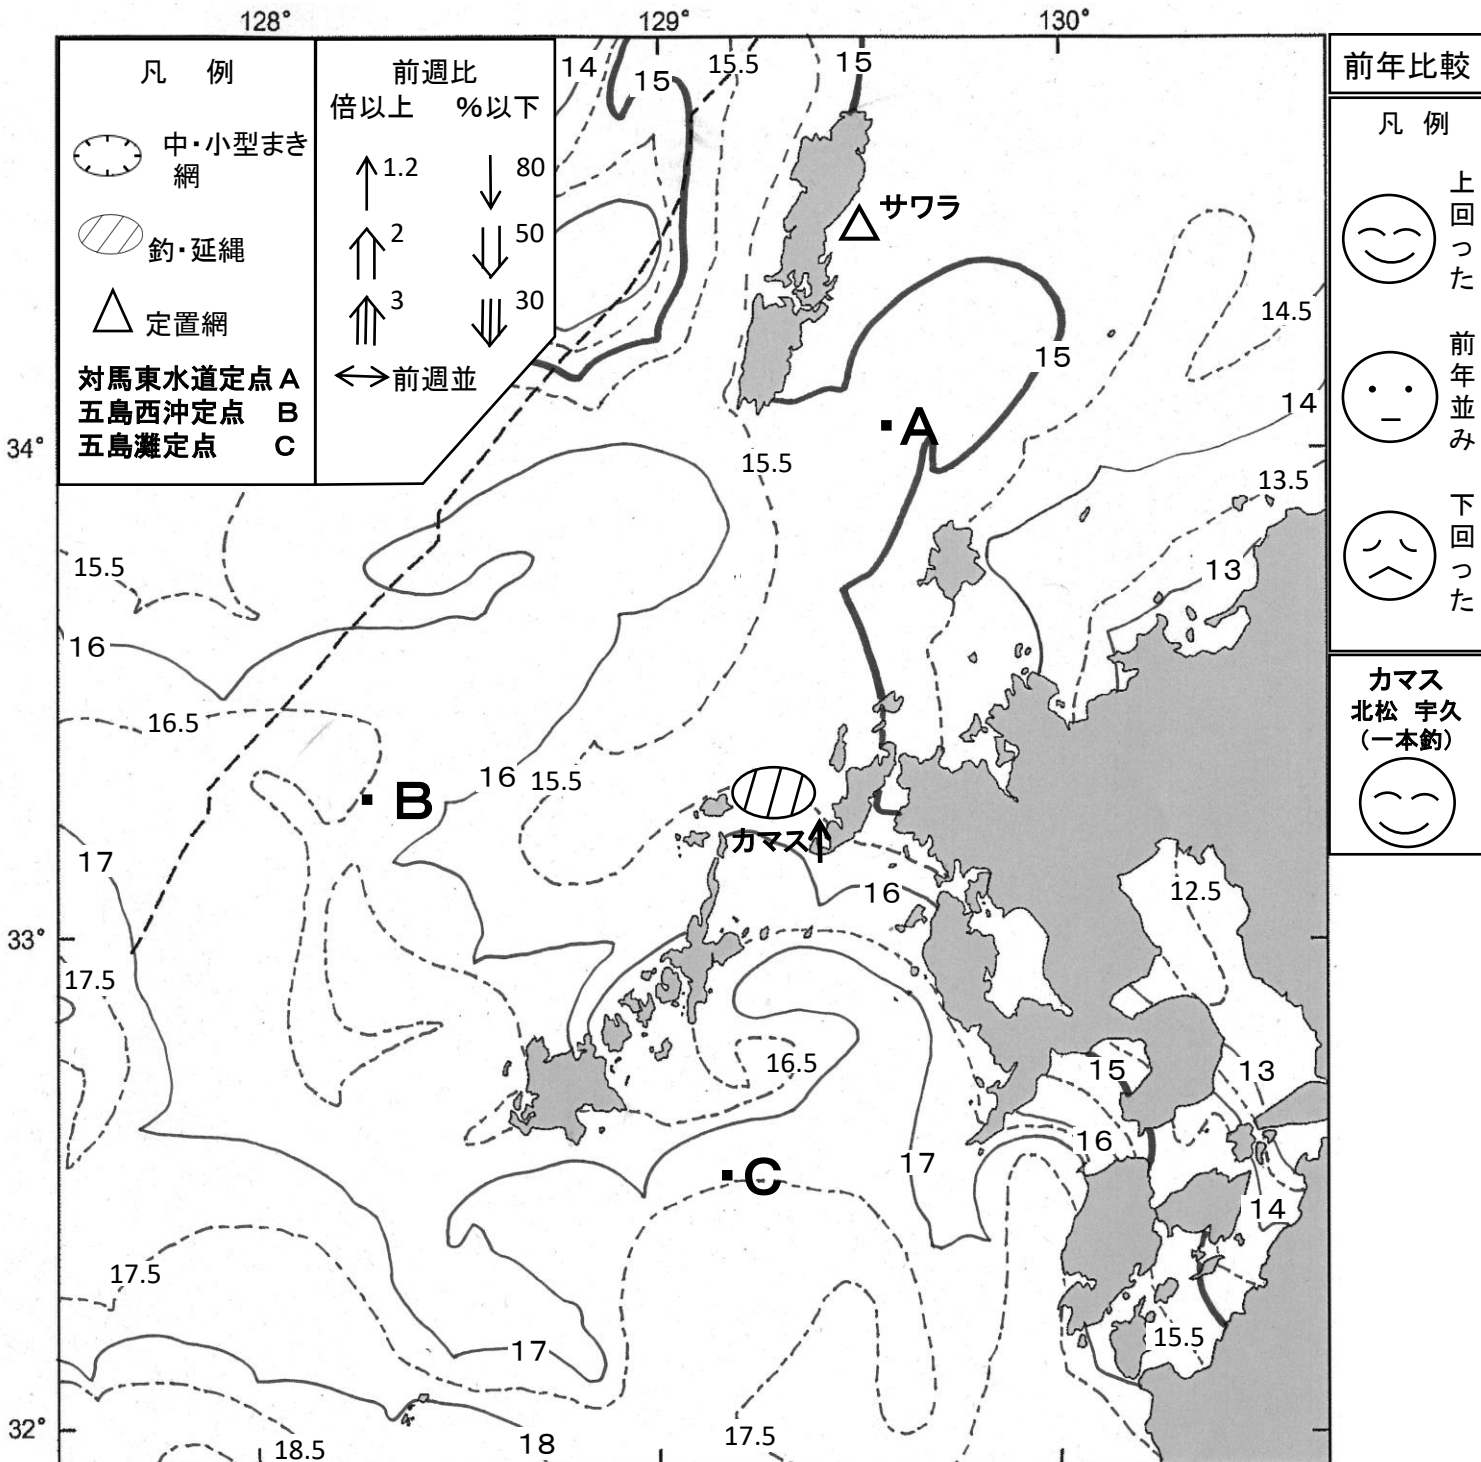 128°
129°
130°
凡 例
中・小型まき
網
釣・延縄
定置網
対馬東水道定点 A
五島西沖定点 B
五島灘定点 C
前週比
倍以上 %以下
1.2
80
2
50
3
30
前週並
14
15
15.5
15
サワラ
14.5
15
14
A
34°
15.5
13.5
15.5
13
16
16.5
B
16
15.5
カマス
17
16
12.5
33°
17.5
16.5
15
13
16
17
C
14
17.5
17
15.5
32°
18
18.5
17.5
前年比較
凡 例
上回った
前年並み
下回った
カマス
北松 宇久
(一本釣)